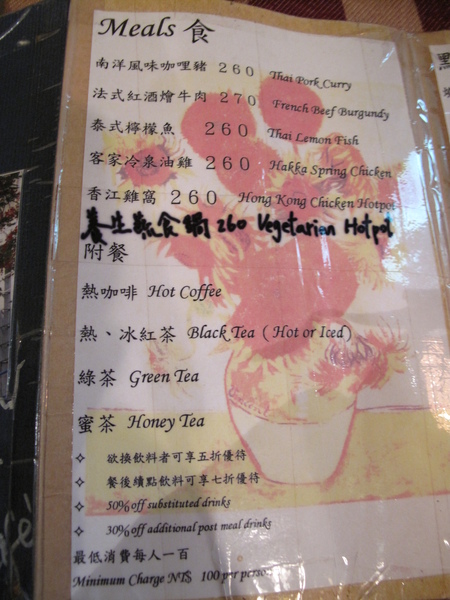 Meals 食
南洋風味咖哩豬 260 Thai Pork Curry
法式紅酒燴牛肉 270 French Beef Burgundy
泰式檸檬魚 260 Thai Lemon Fish
客家冷泉油雞 260 Hakka Spring Chicken
香江雞窩 260 Hong Kong Chicken Hotpot
養生蔬食鍋 260 Vegetarian Hotpot
附餐
熱咖啡 Hot Coffee
熱、冰紅茶 Black Tea ( Hot or Iced )
綠茶 Green Tea
蜜茶 Honey Tea
✧ 欲換飲料者可享五折優待
✧ 餐後續點飲料可享七折優待
✧ 50% off substituted drinks
✧ 30% off additional post meal drinks
最低消費每人一百
Minimum Charge NT$ 100 per person